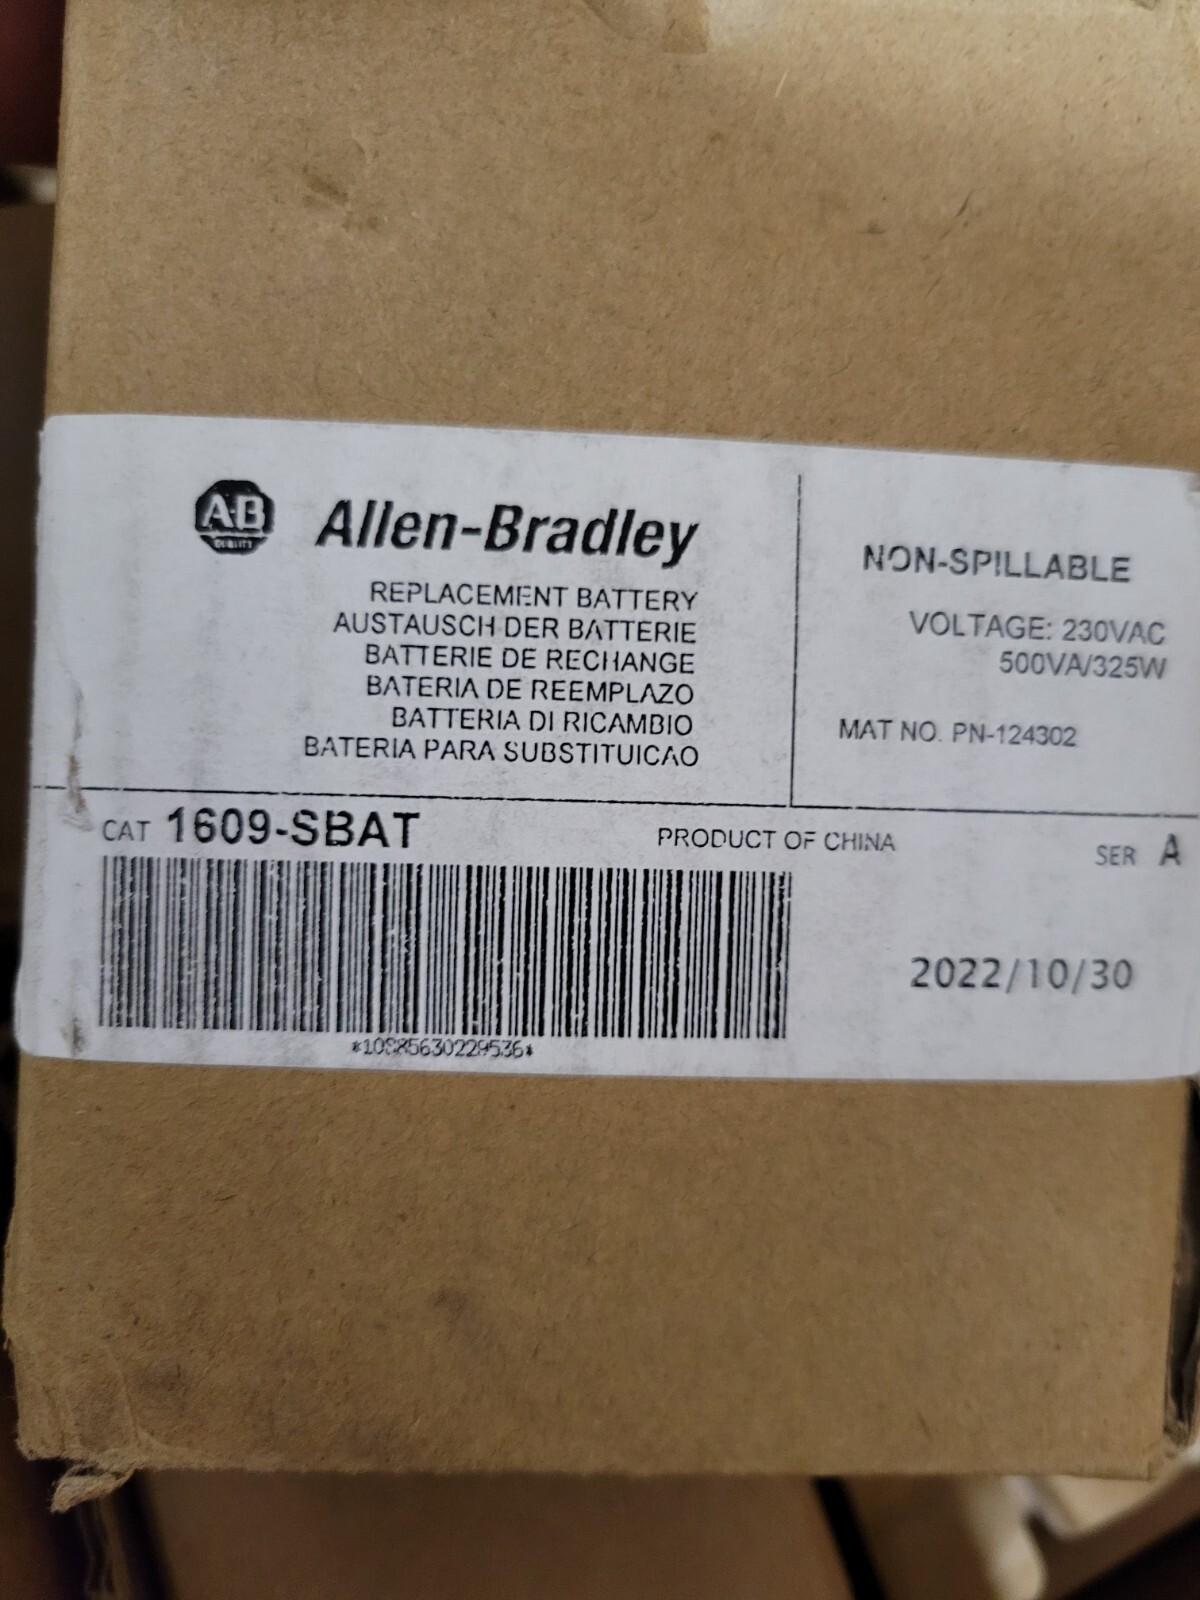 A-B
QUALITY
Allen-Bradley
REPLACEMENT BATTERY
AUSTAUSCH DER BATTERIE
BATTERIE DE RECHANGE
BATERIA DE REEMPLAZO
BATTERIA DI RICAMBIO
BATERIA PARA SUBSTITUICAO
NON-SPILLABLE
VOLTAGE: 230VAC
500VA/325W
MAT NO. PN-124302
CAT 1609-SBAT
PRODUCT OF CHINA
SER A
*10885630229536*
2022/10/30